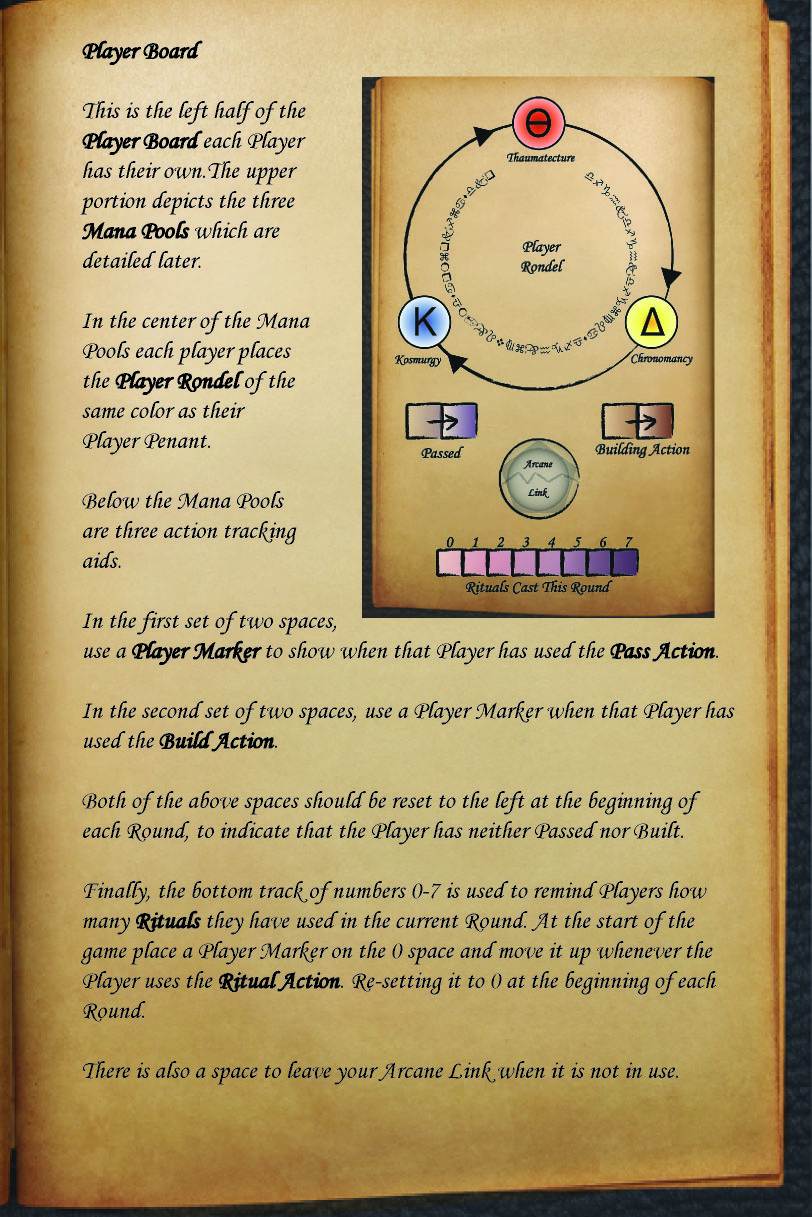 Player Board
This is the left half of the
Player Board each Player
has their own.The upper
portion depicts the three
Mana Pools which are
detailed later.
In the center of the Mana
Pools each player places
the Player Rondel of the
same color as their
Player Penant.
Below the Mana Pools
are three action tracking
aids.
In the first set of two spaces,
use a Player Marker to show when that Player has used the Pass Action.
In the second set of two spaces, use a Player Marker when that Player has
used the Build Action.
Both of the above spaces should be reset to the left at the beginning of
each Round, to indicate that the Player has neither Passed nor Built.
Finally, the bottom track of numbers 0-7 is used to remind Players how
many Rituals they have used in the current Round. At the start of the
game place a Player Marker on the 0 space and move it up whenever the
Player uses the Ritual Action. Re-setting it to 0 at the beginning of each
Round.
There is also a space to leave your Arcane Link when it is not in use.
Θ
Thaumatecture
Player
Rondel
K
Kosmurgy
Δ
Chronomancy
Passed
Building Action
Arcane
Link
0 1 2 3 4 5 6 7
Rituals Cast This Round